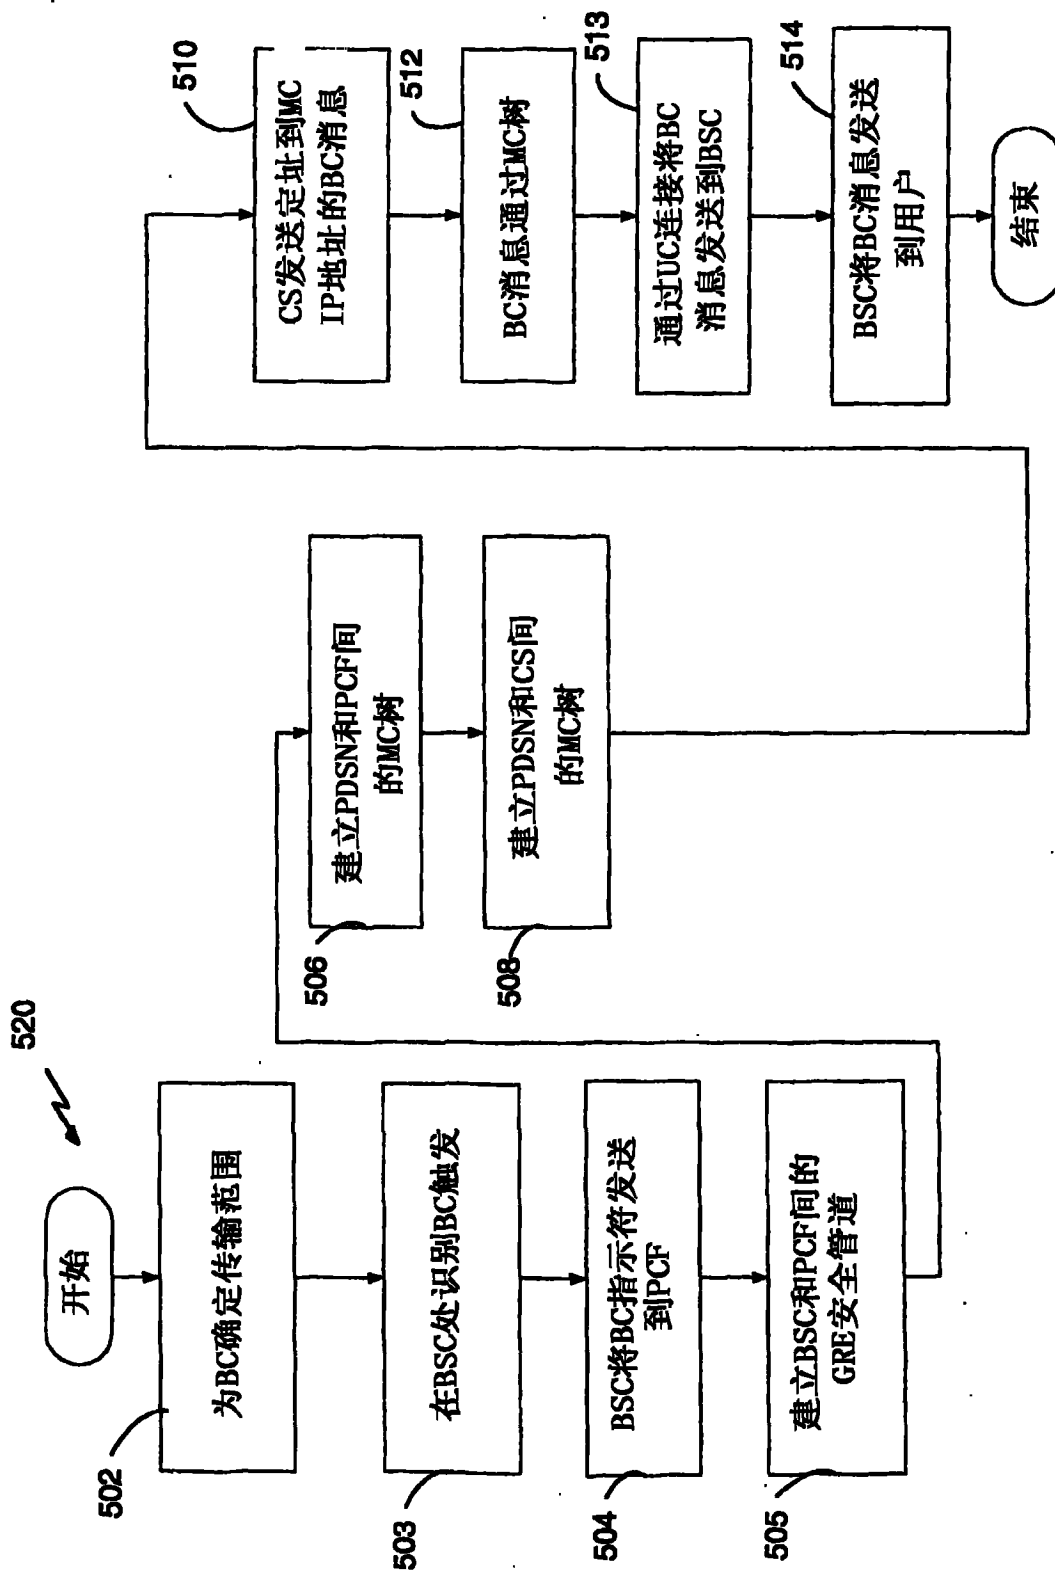 520
开始
502
为BC确定传输范围
503
在BSC处识别BC触发
504
BSC将BC指示符发送
到PCF
505
建立BSC和PCF间的
GRE安全管道
506
建立PDSN和PCF间
的MC树
508
建立PDSN和CS间
的MC树
510
CS发送定址到MC
IP地址的BC消息
512
BC消息通过MC树
513
通过UC连接将BC
消息发送到BSC
514
BSC将BC消息发送
到用户
结束